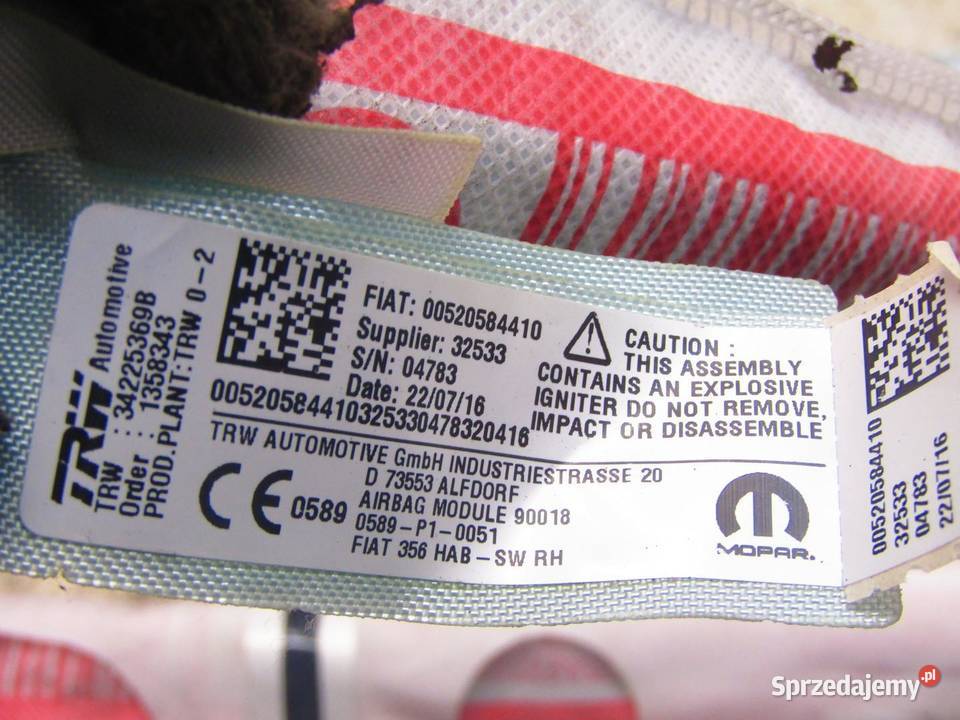 TRW Automotive
TRW : 34225369B
Order : 1358343
PROD.PLANT:TRW 0-2
FIAT: 00520584410
Supplier: 32533
S/N: 04783
Date: 22/07/16
00520584410325330478320416
CAUTION :
THIS ASSEMBLY
CONTAINS AN EXPLOSIVE
IGNITER DO NOT REMOVE,
IMPACT OR DISASSEMBLE
TRW AUTOMOTIVE GmbH INDUSTRIESTRASSE 20
D 73553 ALFDORF
AIRBAG MODULE 90018
0589-P1-0051
FIAT 356 HAB-SW RH
CE 0589
MOPAR.
00520584410
32533
04783
22/07/16
Sprzedajemy.pl